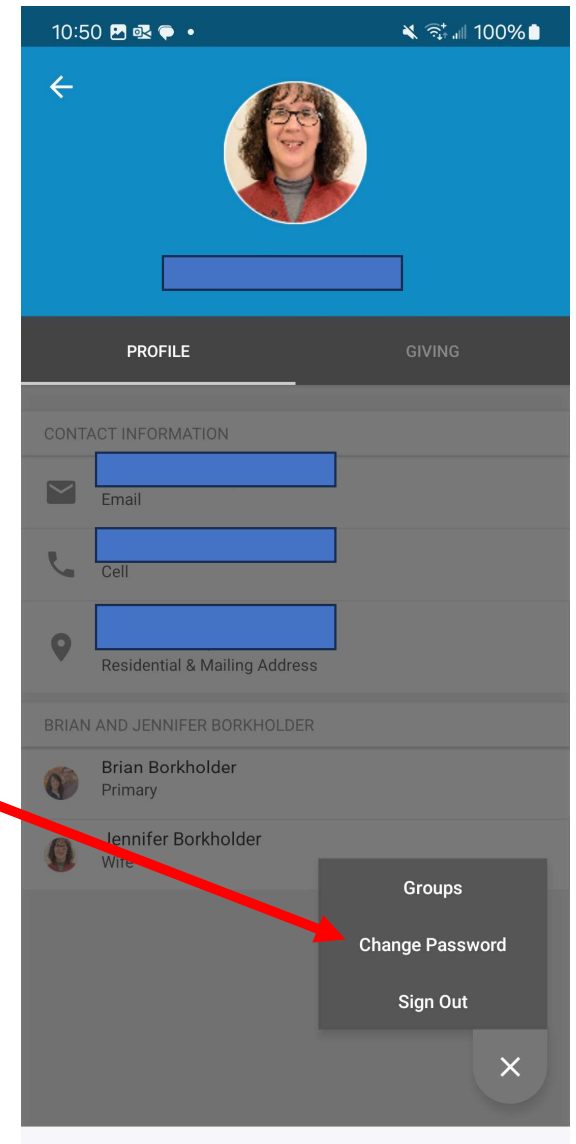 10:50 100%
PROFILE GIVING
CONTACT INFORMATION
Email
Cell
Residential & Mailing Address
BRIAN AND JENNIFER BORKHOLDER
Brian Borkholder
Primary
Jennifer Borkholder
Wife
Groups
Change Password
Sign Out